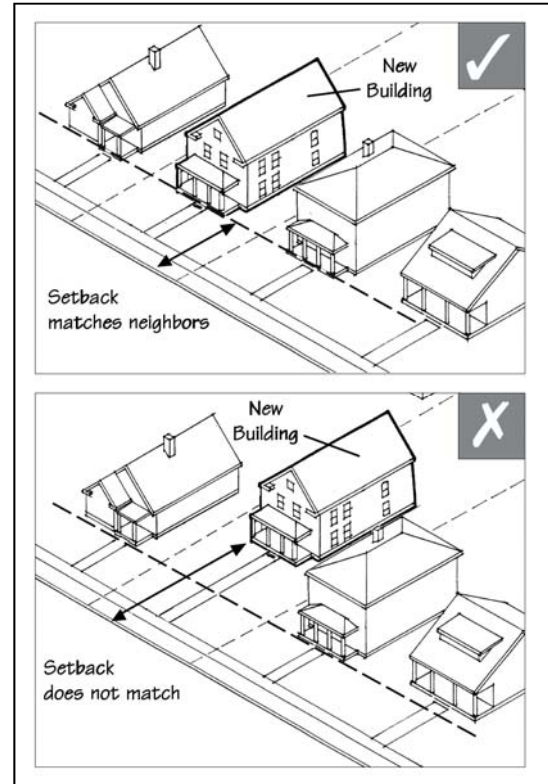 New
Building
Setback
matches neighbors
New
Building
Setback
does not match